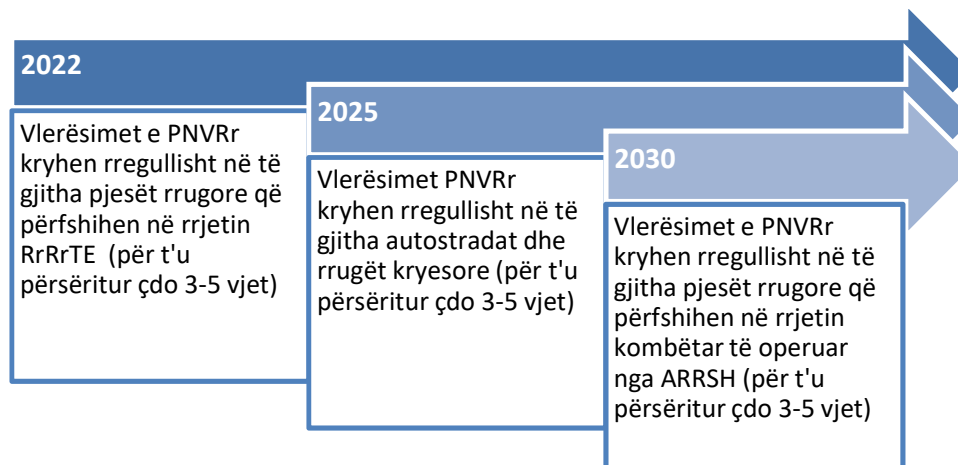 2022
Vlerësimet e PNVRr
kryhen rregullisht në të
gjitha pjesët rrugore që
përfshihen në rrjetin
RrRrTE (për t'u
përsëritur çdo 3-5 vjet)
2025
Vlerësimet PNVRr
kryhen rregullisht në të
gjitha autostradat dhe
rrugët kryesore (për t'u
përsëritur çdo 3-5 vjet)
2030
Vlerësimet e PNVRr
kryhen rregullisht në të
gjitha pjesët rrugore që
përfshihen në rrjetin
kombëtar të operuar
nga ARRSH (për t'u
përsëritur çdo 3-5 vjet)